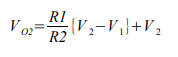 V_{O2} = \frac{R1}{R2} {V_2 − V_1} + V_2